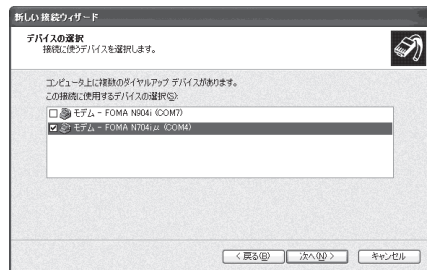 新しい接続ウィザード
デバイスの選択
接続に使うデバイスを選択します。
コンピュータ上に複数のダイヤルアップ デバイスがあります。
この接続に使用するデバイスの選択(S):
モデム - FOMA N904i (COM7)
モデム - FOMA N704iμ (COM4)
< 戻る(B)
次へ(N) >
キャンセル